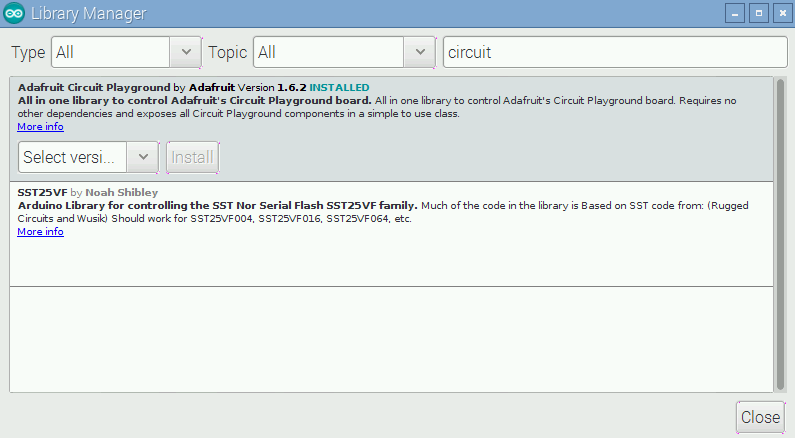 Library Manager
Type All Topic All circuit
Adafruit Circuit Playground by Adafruit Version 1.6.2 INSTALLED
All in one library to control Adafruit's Circuit Playground board. All in one library to control Adafruit's Circuit Playground board. Requires no
other dependencies and exposes all Circuit Playground components in a simple to use class.
More info
Select versi... Install
SST25VF by Noah Shibley
Arduino Library for controlling the SST Nor Serial Flash SST25VF family. Much of the code in the library is Based on SST code from: (Rugged
Circuits and Wusik) Should work for SST25VF004, SST25VF016, SST25VF064, etc.
More info
Close